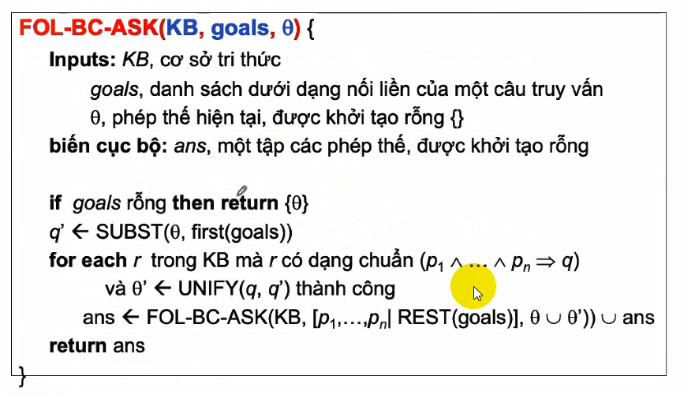 FOL-BC-ASK(KB, goals, θ) {
Inputs: KB, cơ sở tri thức
goals, danh sách dưới dạng nối liền của một câu truy vấn
θ, phép thế hiện tại, được khởi tạo rỗng {}
biến cục bộ: ans, một tập các phép thế, được khởi tạo rỗng
if goals rỗng then return {θ}
q' ← SUBST(θ, first(goals))
for each r trong KB mà r có dạng chuẩn (p₁ ∧ … ∧ pₙ ⇒ q)
và θ' ← UNIFY(q, q') thành công
ans ← FOL-BC-ASK(KB, [p₁,…,pₙ| REST(goals)], θ ∪ θ')) ∪ ans
return ans
}